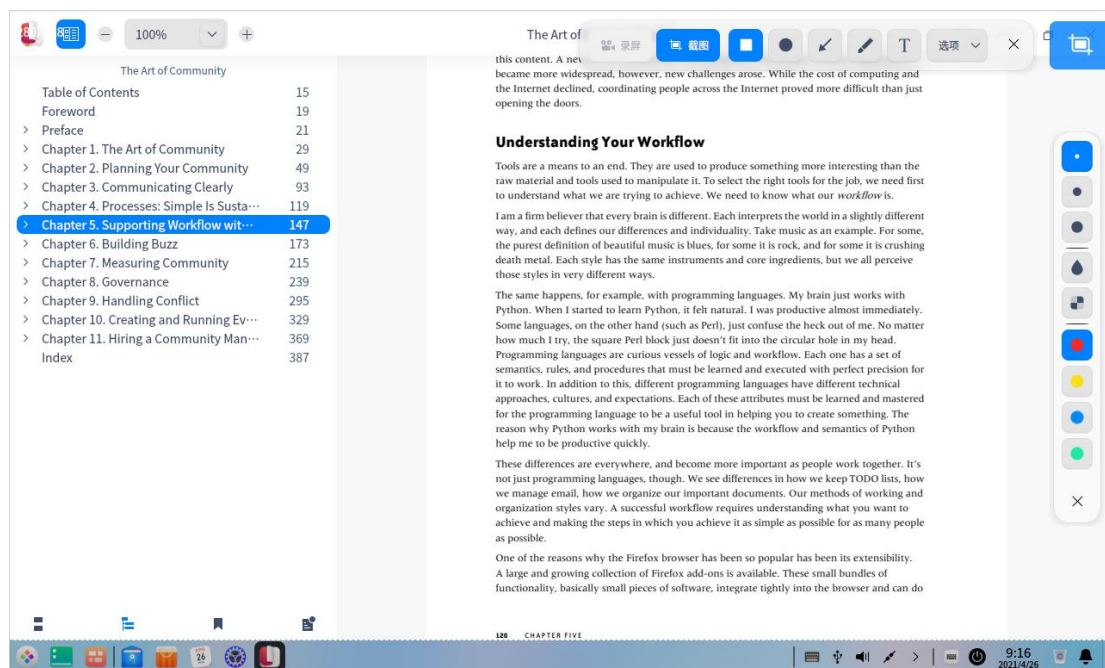 100%
The Art of
录屏
截图
T
选项
The Art of Community
Table of Contents 15
Foreword 19
Preface 21
Chapter 1. The Art of Community 29
Chapter 2. Planning Your Community 49
Chapter 3. Communicating Clearly 93
Chapter 4. Processes: Simple Is Susta··· 119
Chapter 5. Supporting Workflow wit··· 147
Chapter 6. Building Buzz 173
Chapter 7. Measuring Community 215
Chapter 8. Governance 239
Chapter 9. Handling Conflict 295
Chapter 10. Creating and Running Ev··· 329
Chapter 11. Hiring a Community Man··· 369
Index 387
this content. A new
became more widespread, however, new challenges arose. While the cost of computing and
the Internet declined, coordinating people across the Internet proved more difficult than just
opening the doors.
Understanding Your Workflow
Tools are a means to an end. They are used to produce something more interesting than the
raw material and tools used to manipulate it. To select the right tools for the job, we need first
to understand what we are trying to achieve. We need to know what our workflow is.
I am a firm believer that every brain is different. Each interprets the world in a slightly different
way, and each defines our differences and individuality. Take music as an example. For some,
the purest definition of beautiful music is blues, for some it is rock, and for some it is crushing
death metal. Each style has the same instruments and core ingredients, but we all perceive
those styles in very different ways.
The same happens, for example, with programming languages. My brain just works with
Python. When I started to learn Python, it felt natural. I was productive almost immediately.
Some languages, on the other hand (such as Perl), just confuse the heck out of me. No matter
how much I try, the square Perl block just doesn't fit into the circular hole in my head.
Programming languages are curious vessels of logic and workflow. Each one has a set of
semantics, rules, and procedures that must be learned and executed with perfect precision for
it to work. In addition to this, different programming languages have different technical
approaches, cultures, and expectations. Each of these attributes must be learned and mastered
for the programming language to be a useful tool in helping you to create something. The
reason why Python works with my brain is because the workflow and semantics of Python
help me to be productive quickly.
These differences are everywhere, and become more important as people work together. It's
not just programming languages, though. We see differences in how we keep TODO lists, how
we manage email, how we organize our important documents. Our methods of working and
organization styles vary. A successful workflow requires understanding what you want to
achieve and making the steps in which you achieve it as simple as possible for as many people
as possible.
One of the reasons why the Firefox browser has been so popular has been its extensibility.
A large and growing collection of Firefox add-ons is available. These small bundles of
functionality, basically small pieces of software, integrate tightly into the browser and can do
120 CHAPTER FIVE
26
9:16
2021/4/26